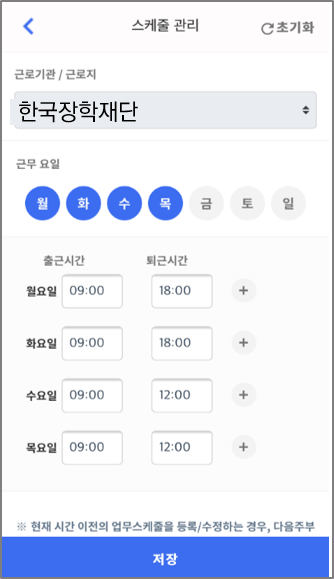 스케줄 관리
초기화
근로기관 / 근로지
한국장학재단
근무 요일
월 화 수 목 금 토 일
출근시간 퇴근시간
월요일 09:00 18:00 +
화요일 09:00 18:00 +
수요일 09:00 12:00 +
목요일 09:00 12:00 +
※ 현재 시간 이전의 업무스케줄을 등록/수정하는 경우, 다음주부
저장